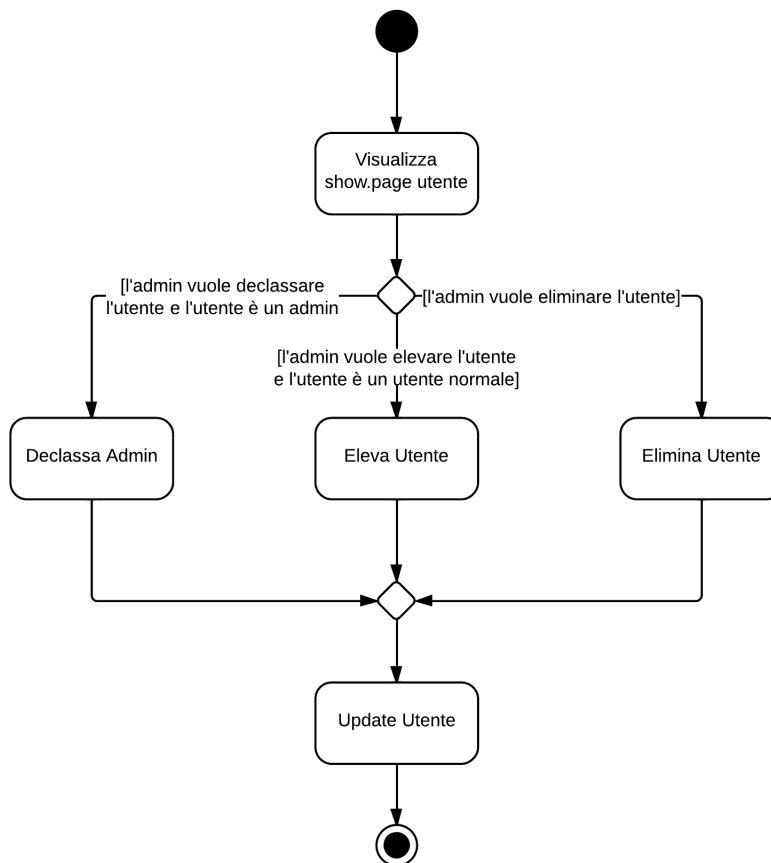 Visualizza
show.page utente
[l'admin vuole declassare
l'utente e l'utente è un admin
[l'admin vuole eliminare l'utente]
[l'admin vuole elevare l'utente
e l'utente è un utente normale]
Declassa Admin
Eleva Utente
Elimina Utente
Update Utente